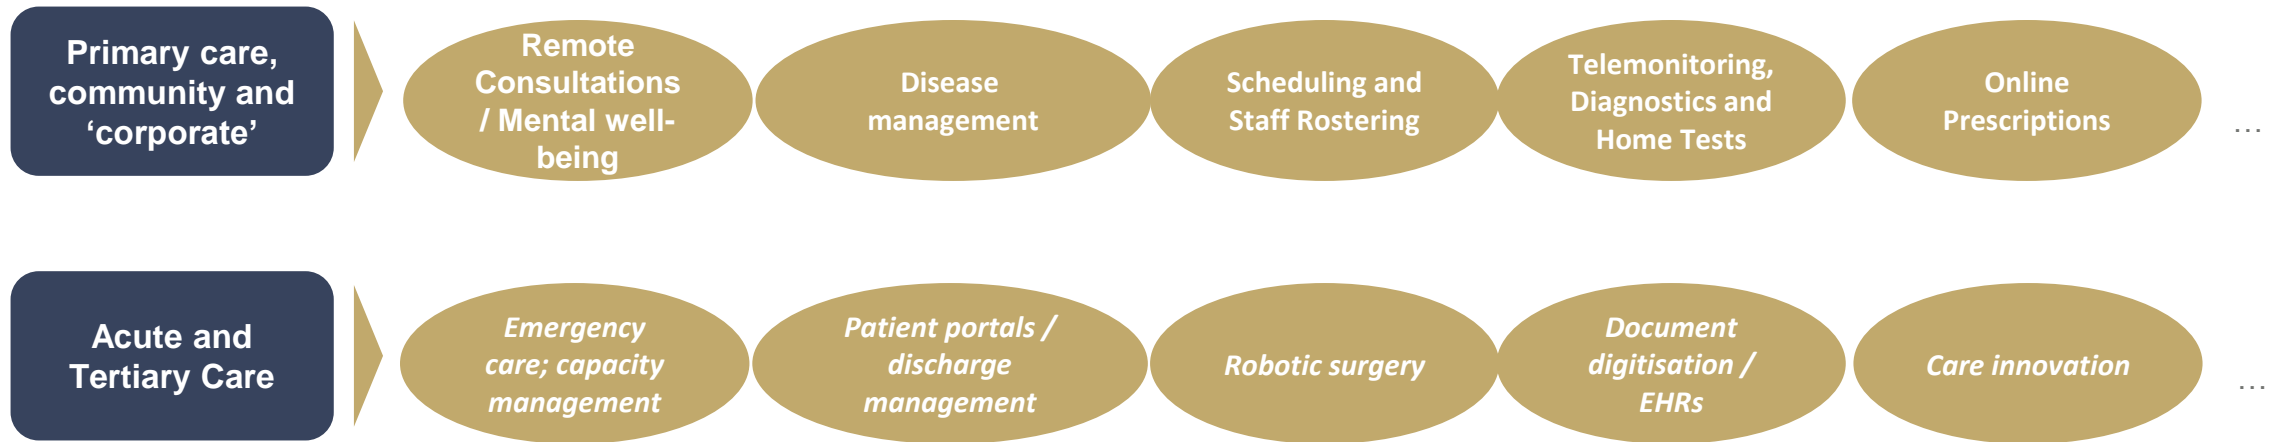 Primary care,
community and
‘corporate’
Remote
Consultations
/ Mental well-
being
Disease
management
Scheduling and
Staff Rostering
Telemonitoring,
Diagnostics and
Home Tests
Online
Prescriptions
...
Acute and
Tertiary Care
Emergency
care; capacity
management
Patient portals /
discharge
management
Robotic surgery
Document
digitisation /
EHRs
Care innovation
...